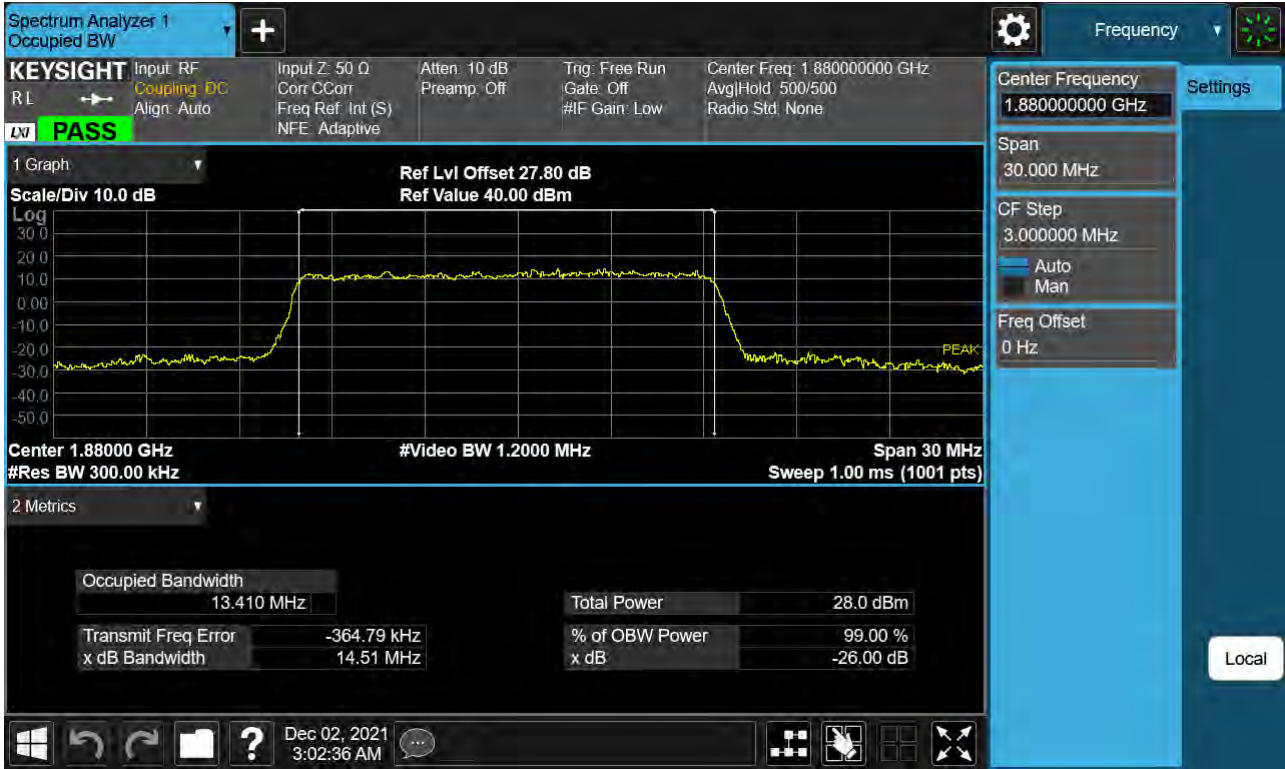 Spectrum Analyzer 1
Occupied BW
+
Frequency
KEYSIGHT
RL
LXI PASS
Input: RF
Coupling: DC
Align: Auto
Input Z: 50 Ω
Corr CCorr
Freq Ref: Int (S)
NFE: Adaptive
Atten: 10 dB
Preamp: Off
Trig: Free Run
Gate: Off
#IF Gain: Low
Center Freq: 1.880000000 GHz
Avg|Hold: 500/500
Radio Std: None
Center Frequency
1.880000000 GHz
Settings
Span
30.000 MHz
CF Step
3.000000 MHz
Auto
Man
Freq Offset
0 Hz
Local
1 Graph
Scale/Div 10.0 dB
Ref Lvl Offset 27.80 dB
Ref Value 40.00 dBm
Log
30.0
20.0
10.0
0.00
-10.0
-20.0
-30.0
-40.0
-50.0
PEAK
Center 1.88000 GHz
#Video BW 1.2000 MHz
Span 30 MHz
#Res BW 300.00 kHz
Sweep 1.00 ms (1001 pts)
2 Metrics
Occupied Bandwidth
13.410 MHz
Total Power 28.0 dBm
Transmit Freq Error -364.79 kHz
% of OBW Power 99.00 %
x dB Bandwidth 14.51 MHz
x dB -26.00 dB
?
Dec 02, 2021
3:02:36 AM